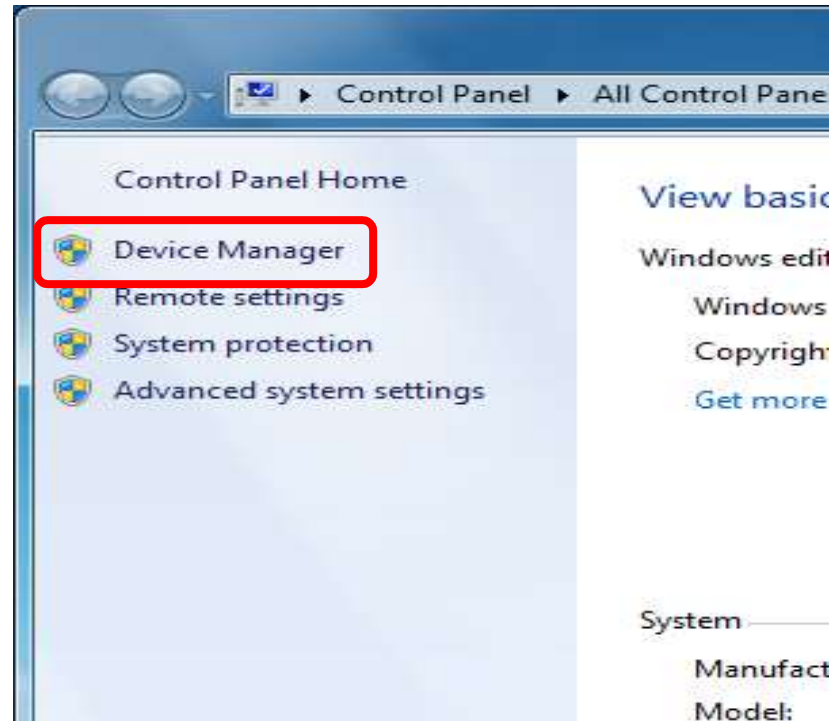 Control Panel ▸ All Control Pane
Control Panel Home
Device Manager
Remote settings
System protection
Advanced system settings
View basic
Windows edit
Windows
Copyright
Get more
System
Manufact
Model: